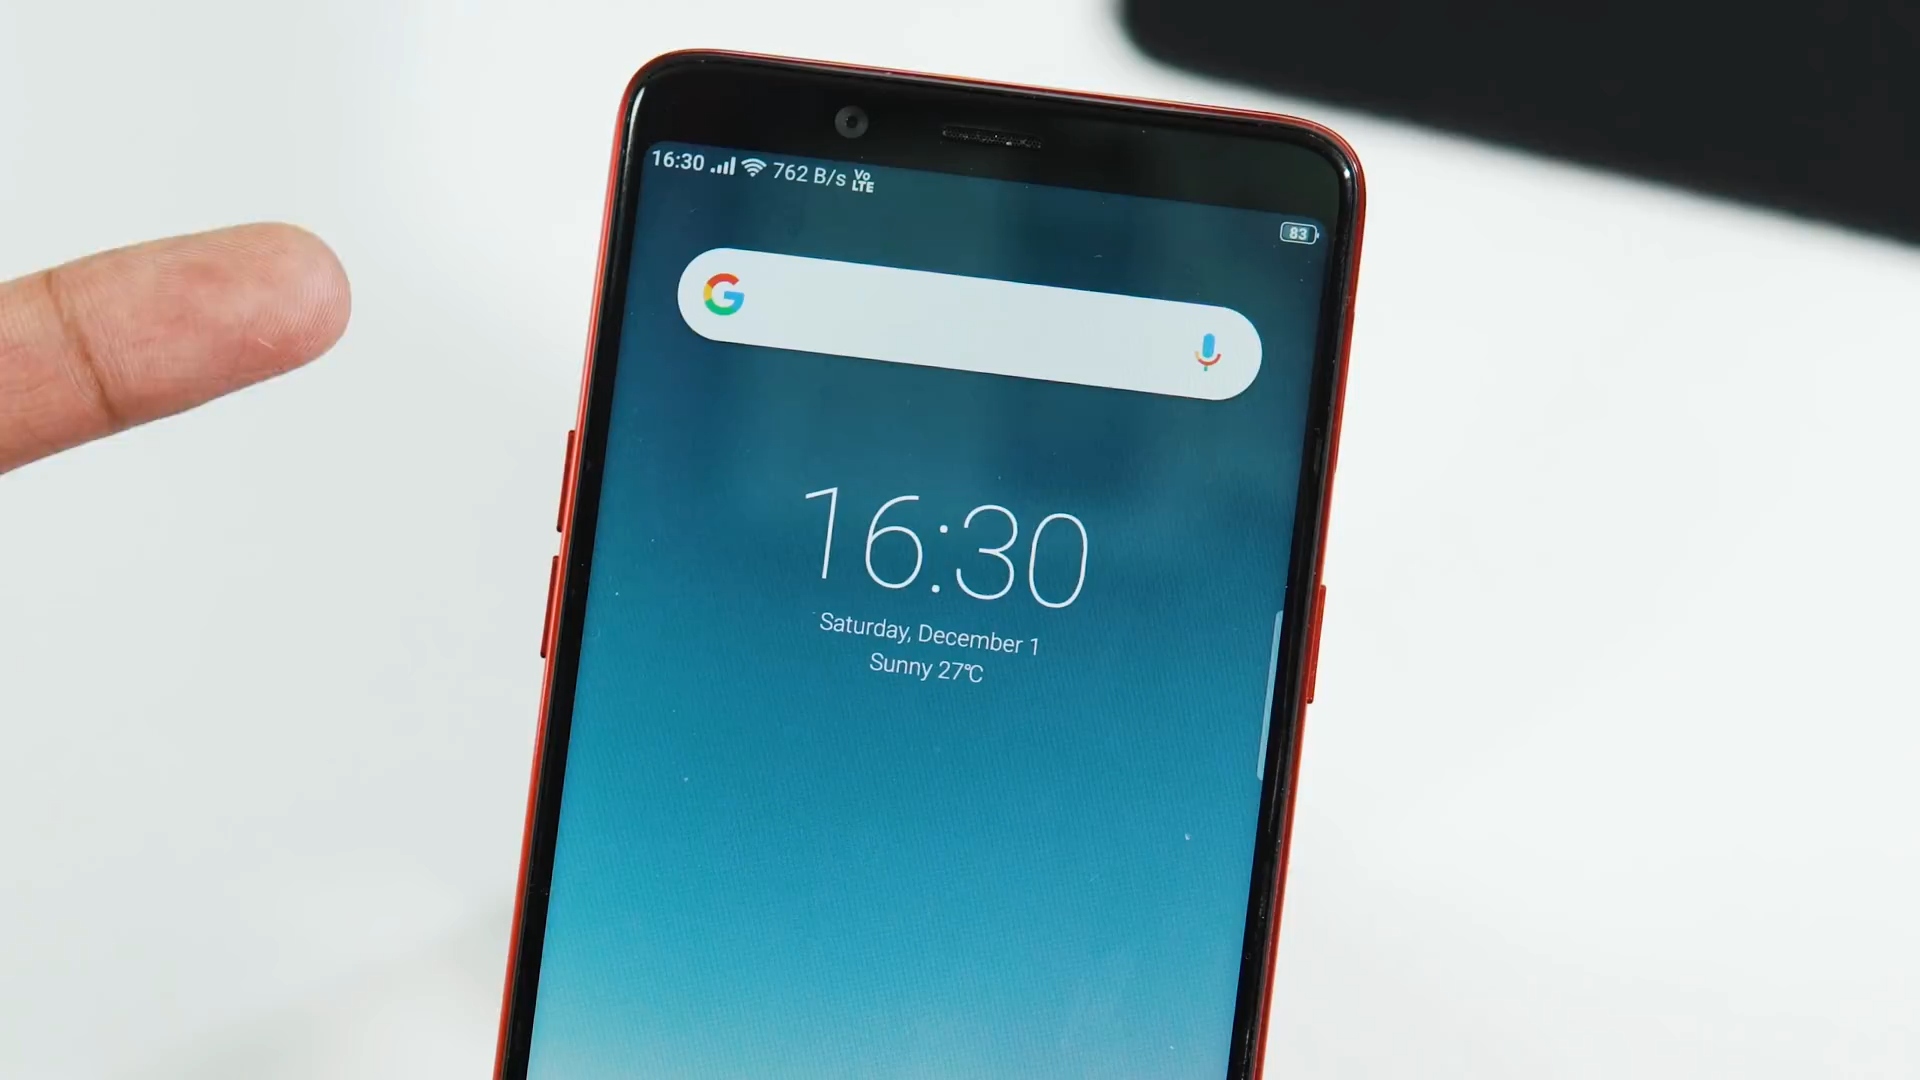 16:30 762 B/s Vo LTE
83
G
16:30
Saturday, December 1
Sunny 27℃